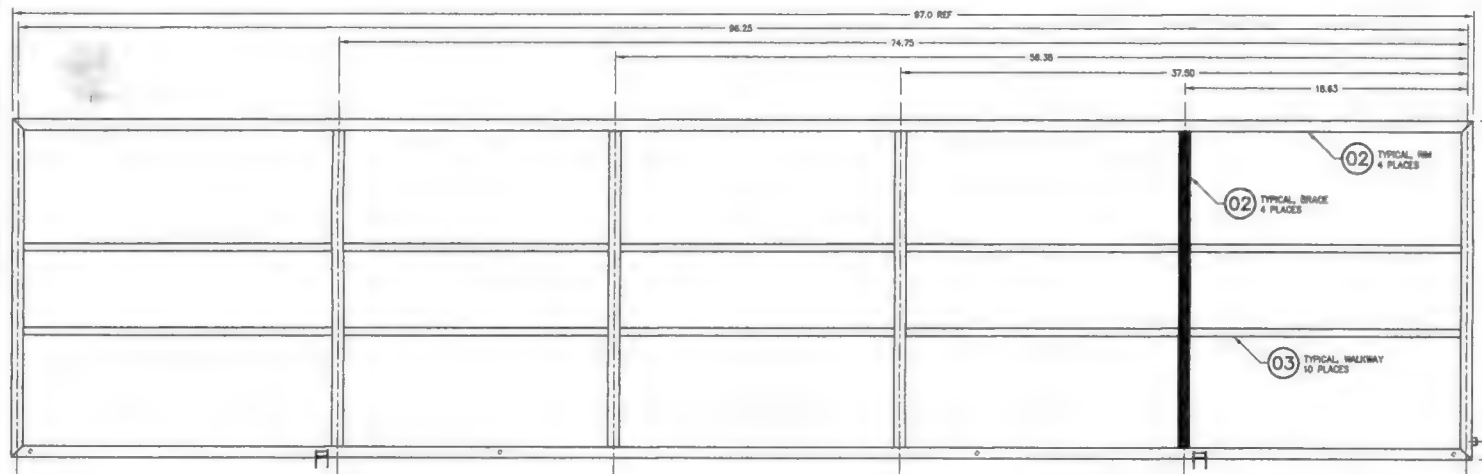 97.0 REF
96.25
74.75
56.38
37.50
18.63
02 TYPICAL, RIM
4 PLACES
02 TYPICAL, BRACE
4 PLACES
03 TYPICAL, WALKWAY
10 PLACES